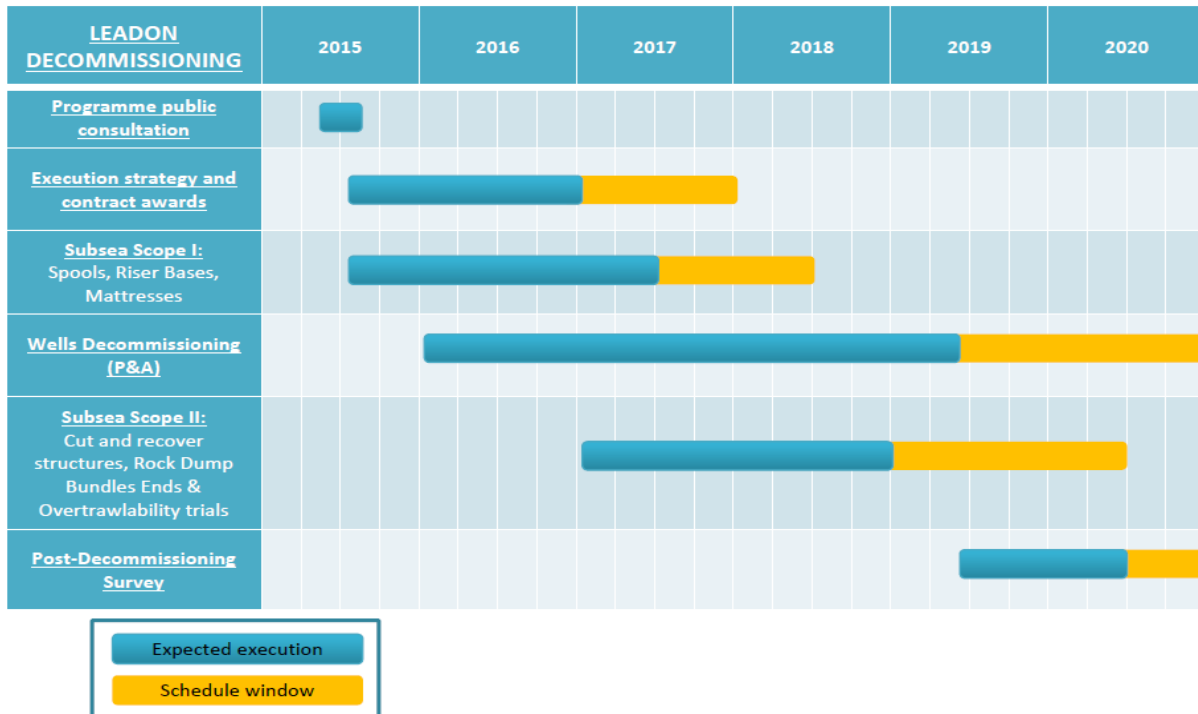 LEADON
DECOMMISSIONING
2015
2016
2017
2018
2019
2020
Programme public
consultation
Execution strategy and
contract awards
Subsea Scope I:
Spools, Riser Bases,
Mattresses
Wells Decommissioning
(P&A)
Subsea Scope II:
Cut and recover
structures, Rock Dump
Bundles Ends &
Overtrawlability trials
Post-Decommissioning
Survey
Expected execution
Schedule window